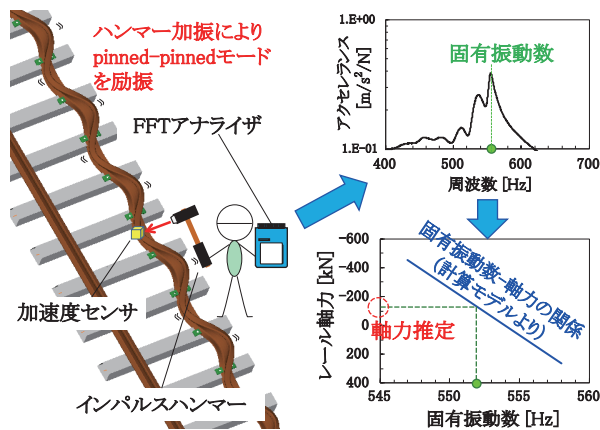 ハンマー加振により
pinned-pinnedモード
を励振
FFTアナライザ
加速度センサ
インパルスハンマー
アクセレランス
[m/s²/N]
1.E+00
1.E-01
固有振動数
400
500
600
700
周波数 [Hz]
レール軸力 [kN]
-600
-400
-200
0
200
400
固有振動数-軸力の関係
(計算モデルより)
軸力推定
545
550
555
560
固有振動数 [Hz]